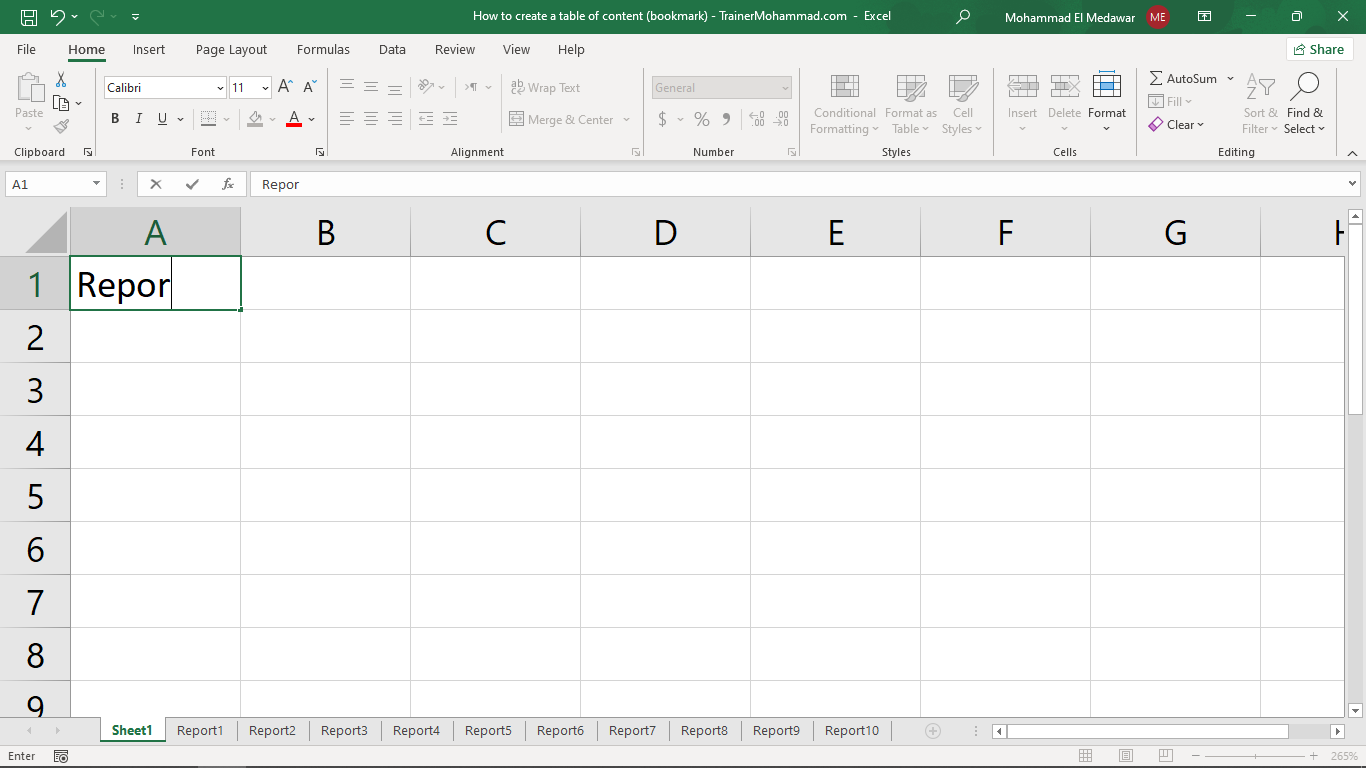 How to create a table of content (bookmark) - TrainerMohammad.com - Excel
Mohammad El Medawar ME
File Home Insert Page Layout Formulas Data Review View Help Share
Paste
Clipboard
Calibri 11
B I U A
Font
ab Wrap Text
Merge & Center
Alignment
General
$ % 9
Number
Conditional Formatting
Format as Table
Cell Styles
Styles
Insert Delete Format
Cells
AutoSum
Fill
Clear
Sort & Filter
Find & Select
Editing
A1 fx Repor
A B C D E F G H
1 Repor
2
3
4
5
6
7
8
9
Sheet1 Report1 Report2 Report3 Report4 Report5 Report6 Report7 Report8 Report9 Report10
Enter 265%